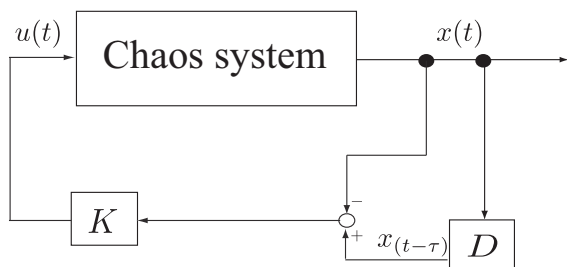 u(t)
Chaos system
x(t)
−
K
+
x(t−τ)
D